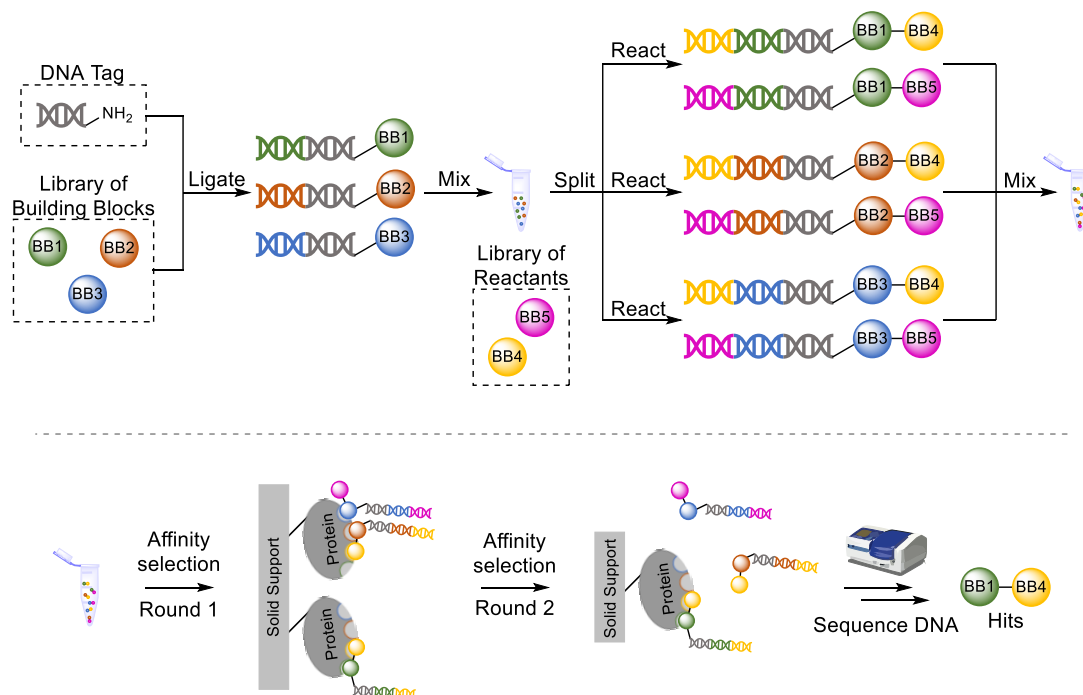 DNA Tag
NH2
Library of
Building Blocks
BB1
BB2
BB3
Ligate
BB1
BB2
BB3
Mix
Library of
Reactants
BB5
BB4
Split
React
React
React
BB1
BB4
BB1
BB5
BB2
BB4
BB2
BB5
BB3
BB4
BB3
BB5
Mix
Affinity
selection
Round 1
Solid Support
Protein
Protein
Affinity
selection
Round 2
Solid Support
Protein
Sequence DNA
BB1
BB4
Hits